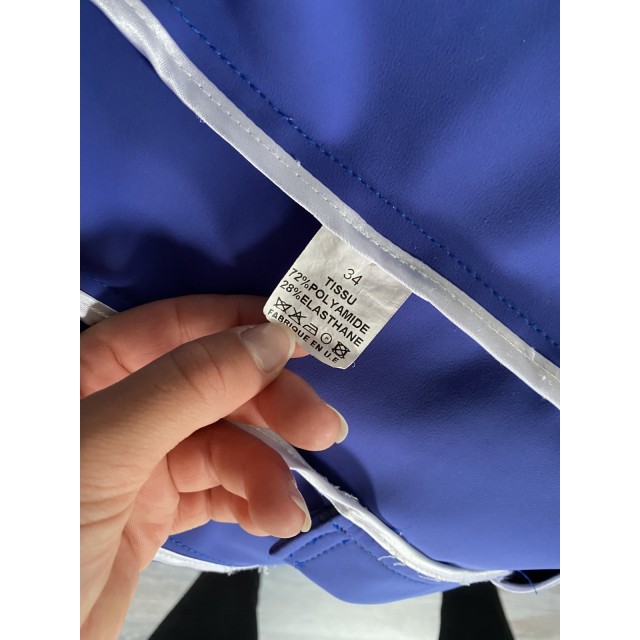 34
TISSU
72%POLYAMIDE
28%ELASTHANE
FABRIQUE EN U.E